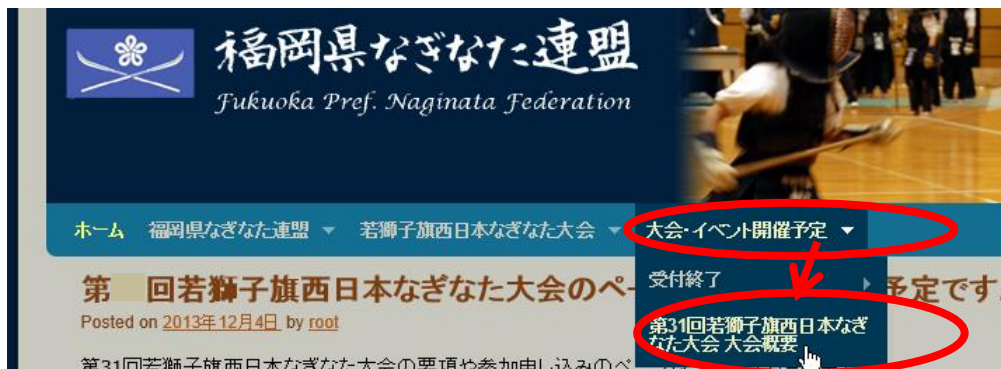 福岡県なぎなた連盟
Fukuoka Pref. Naginata Federation
ホーム 福岡県なぎなた連盟 若獅子旗西日本なぎなた大会 大会・イベント開催予定
第 回若獅子旗西日本なぎなた大会のペー 予定です
受付終了
Posted on 2013年12月4日 by root
第31回若獅子旗西日本なぎ
なた大会 大会概要
第31回若獅子旗西日本なぎなた大会の要項や参加申し込みのペ